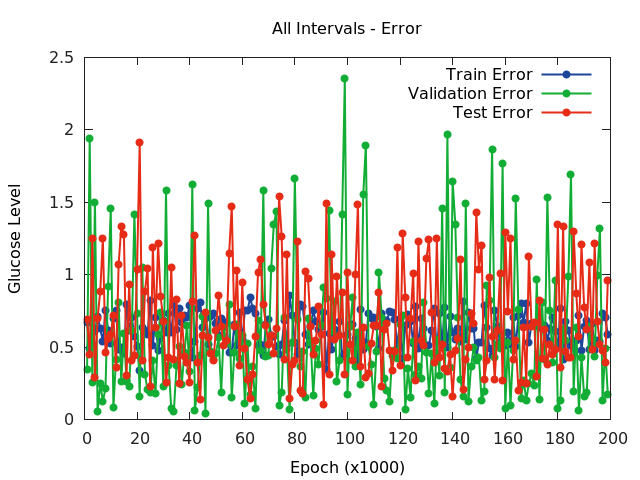 All Intervals - Error
Train Error
Validation Error
Test Error
Glucose Level
2.5
2
1.5
1
0.5
0
0 20 40 60 80 100 120 140 160 180 200
Epoch (x1000)